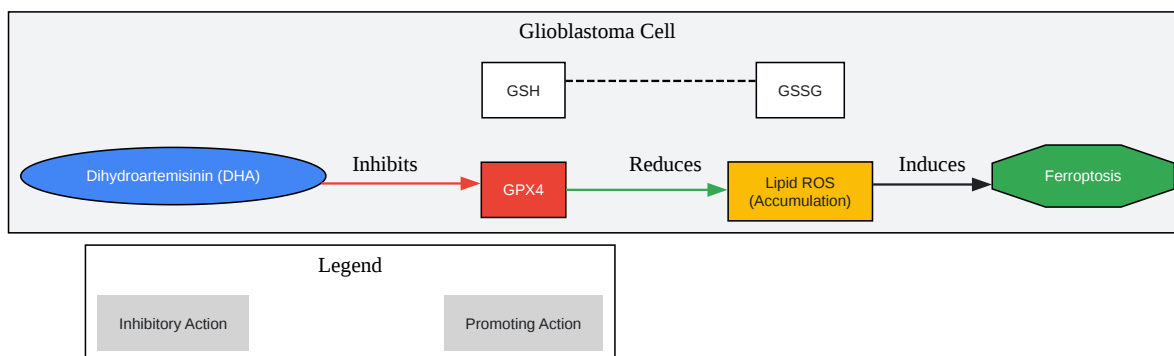 Glioblastoma Cell
GSH
GSSG
Inhibits
Reduces
Induces
Dihydroartemisinin (DHA)
GPX4
Lipid ROS
(Accumulation)
Ferroptosis
Legend
Inhibitory Action
Promoting Action